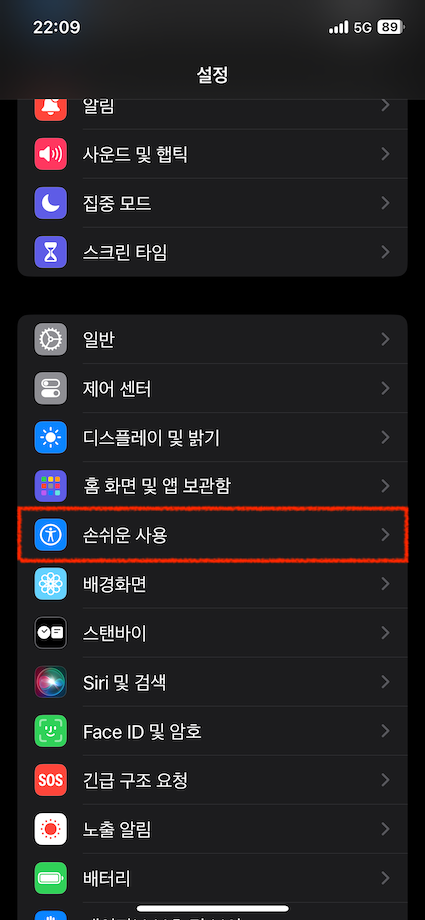 22:09
5G
89
설정
알림
사운드 및 햅틱
집중 모드
스크린 타임
일반
제어 센터
디스플레이 및 밝기
홈 화면 및 앱 보관함
손쉬운 사용
배경화면
스탠바이
Siri 및 검색
Face ID 및 암호
SOS
긴급 구조 요청
노출 알림
배터리